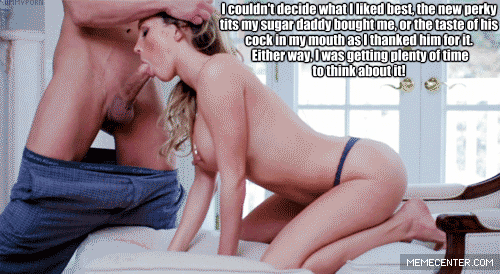 I couldn't decide what I liked best, the new perky
tits my sugar daddy bought me, or the taste of his
cock in my mouth as I thanked him for it.
Either way, I was getting plenty of time
to think about it!
MEMECENTER.COM